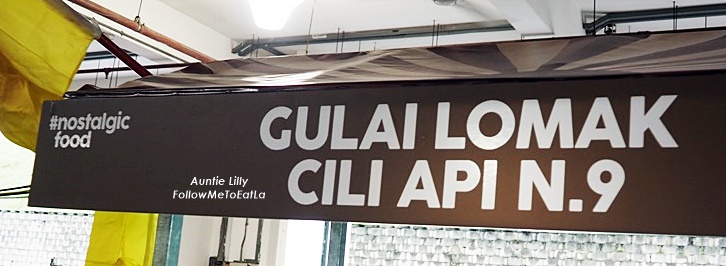 #nostalgic
food
GULAI LOMAK
CILI API N.9
Auntie Lilly
FollowMeToEatLa